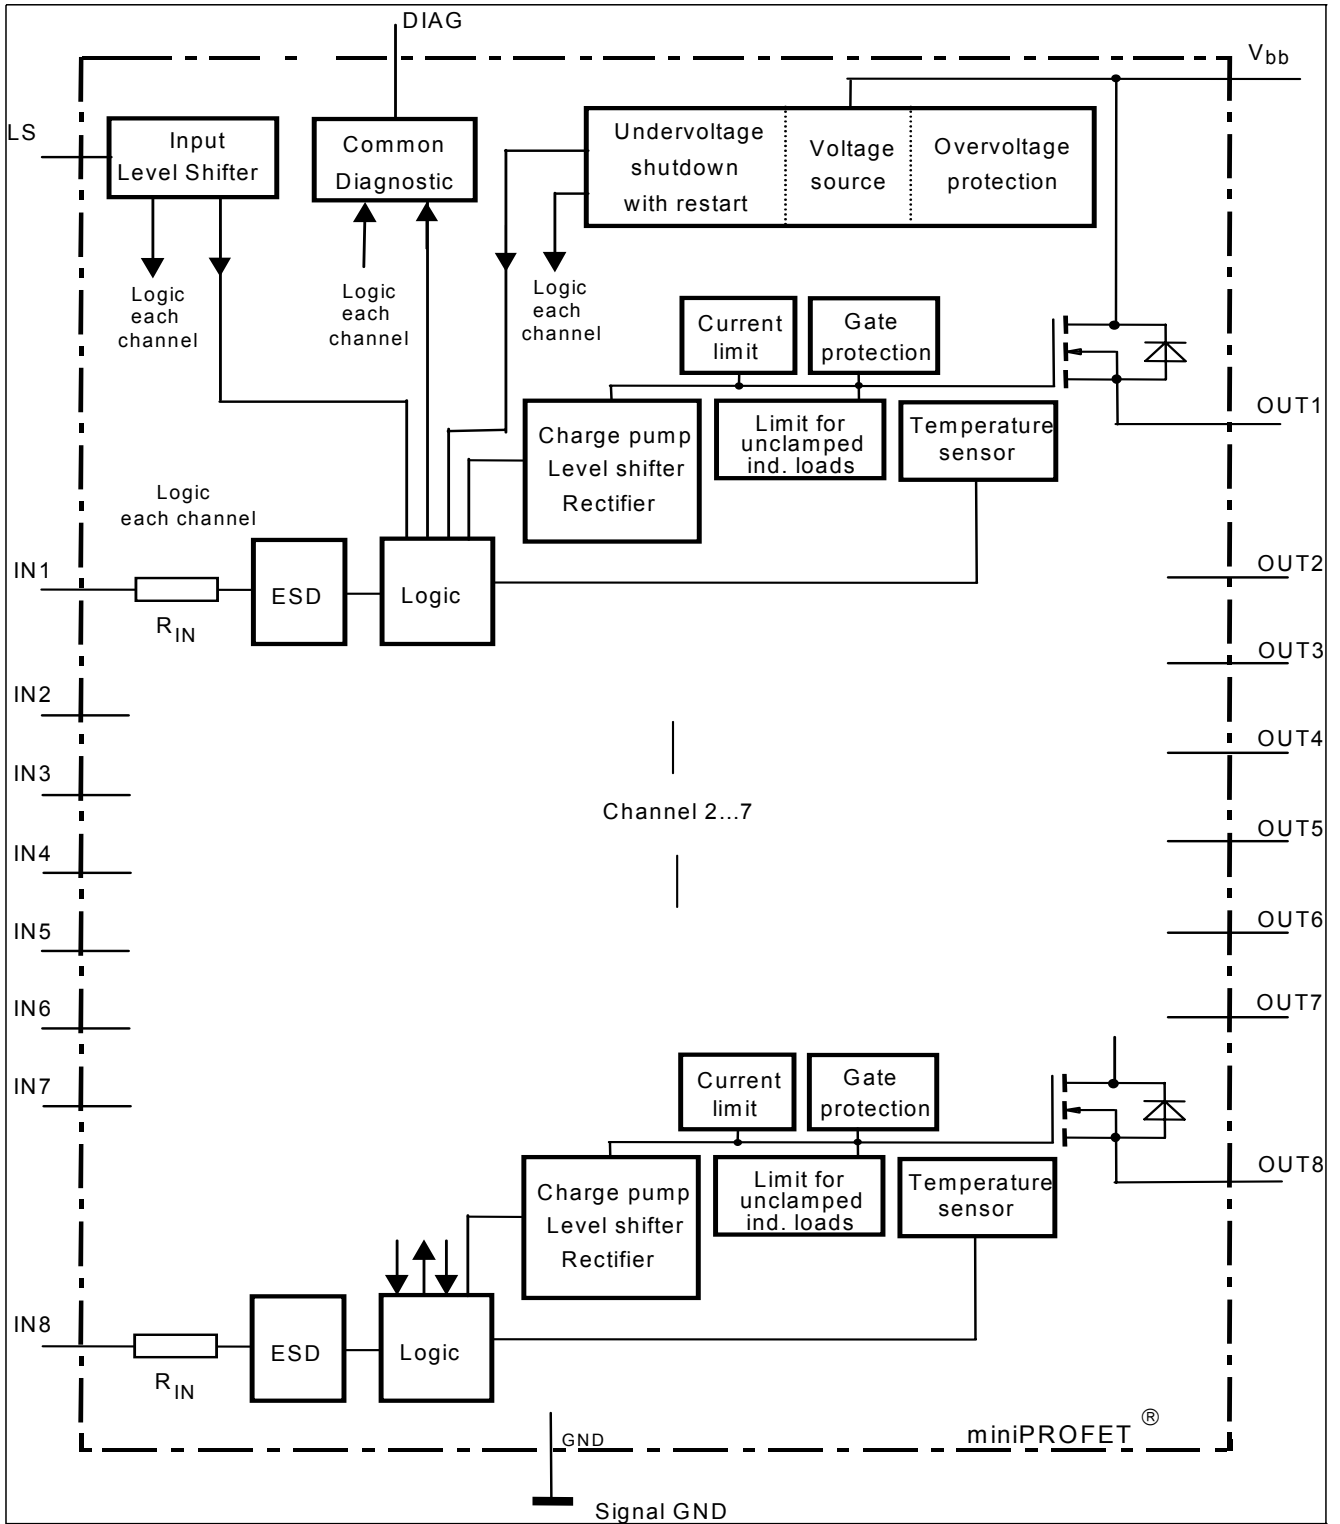 DIAG
Vbb
LS
Input
Level Shifter
Common
Diagnostic
Undervoltage
shutdown
with restart
Voltage
source
Overvoltage
protection
Logic
each
channel
Logic
each
channel
Logic
each
channel
Current
limit
Gate
protection
OUT1
Charge pump
Level shifter
Rectifier
Limit for
unclamped
ind. loads
Temperature
sensor
Logic
each channel
IN1
RIN
ESD
Logic
OUT2
OUT3
IN2
OUT4
IN3
Channel 2...7
OUT5
IN4
OUT6
IN5
OUT7
IN6
IN7
Current
limit
Gate
protection
OUT8
Charge pump
Level shifter
Rectifier
Limit for
unclamped
ind. loads
Temperature
sensor
IN8
RIN
ESD
Logic
miniPROFET ®
GND
Signal GND